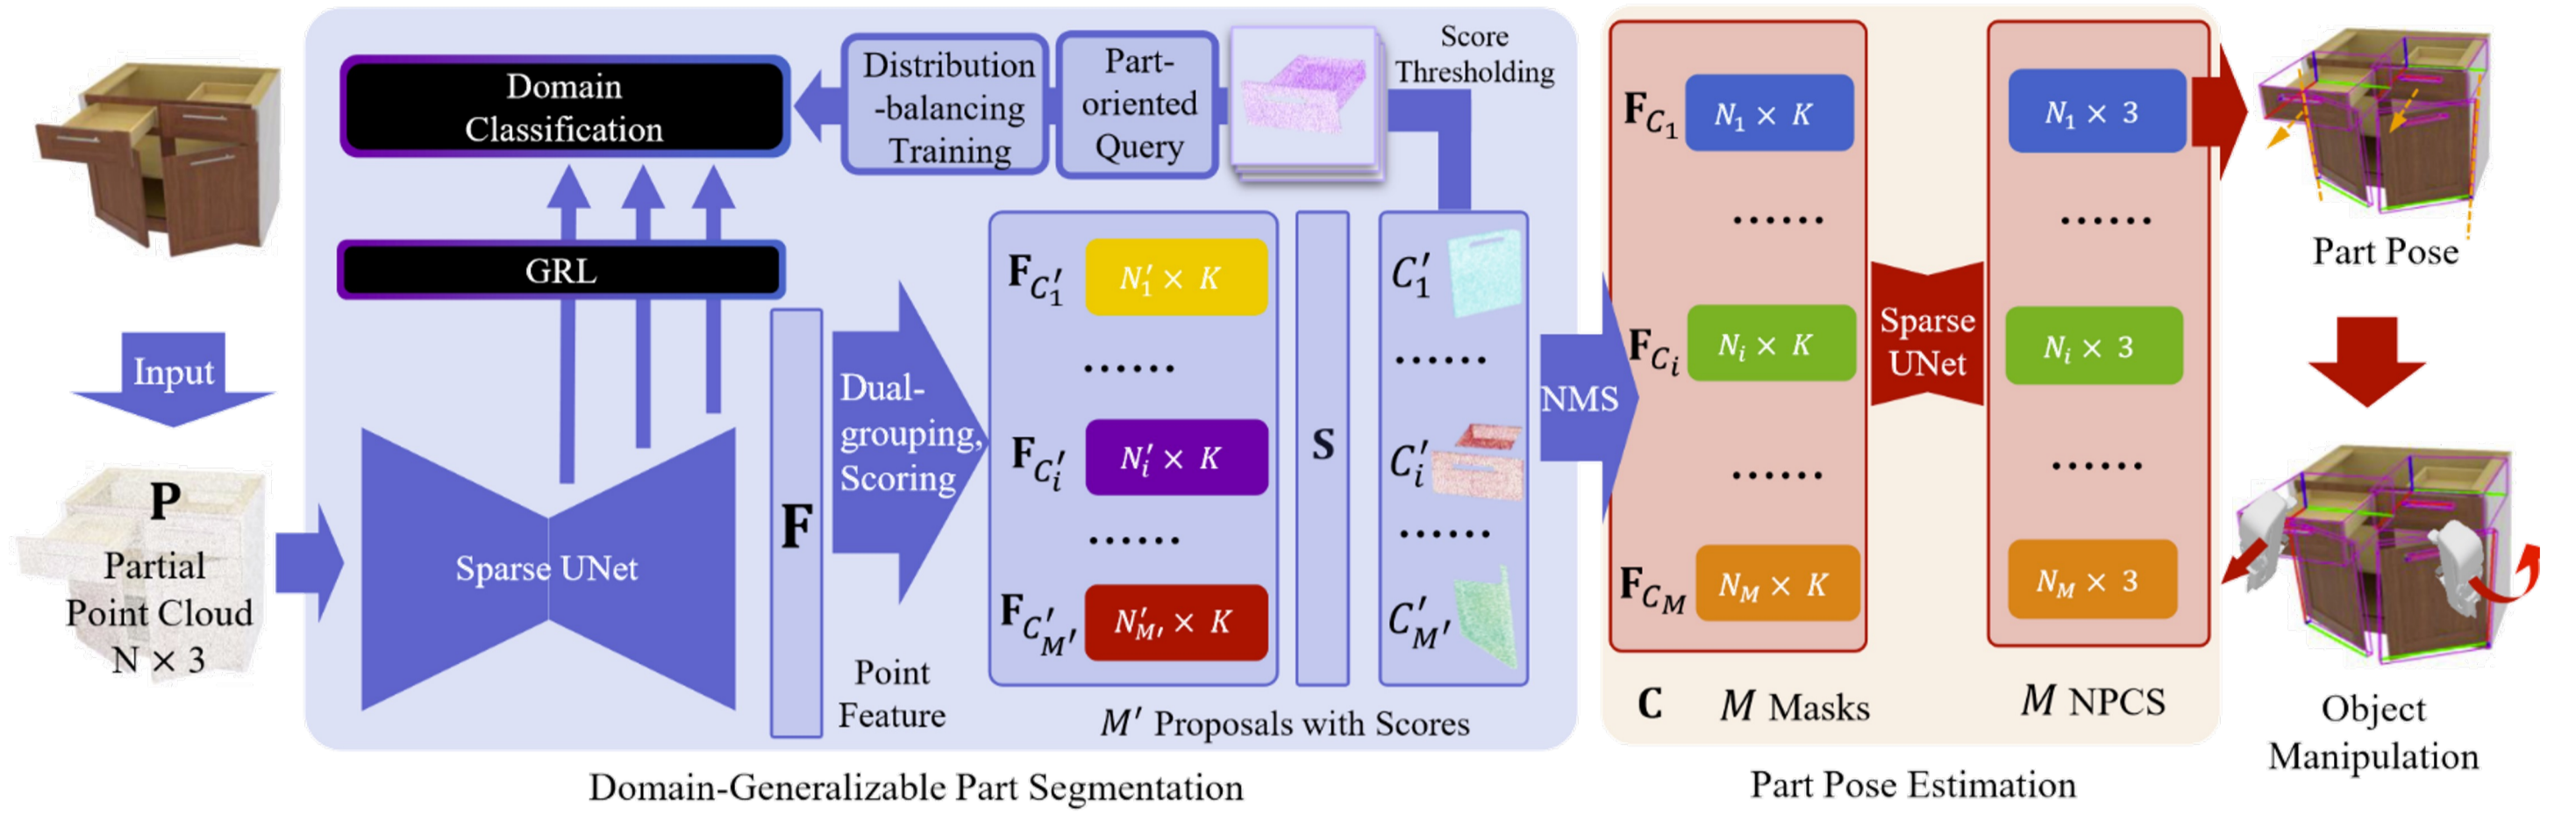 Input
P
Partial
Point Cloud
N × 3
Domain
Classification
Distribution
-balancing
Training
Part-
oriented
Query
Score
Thresholding
GRL
Sparse UNet
F
Dual-
grouping,
Scoring
Point
Feature
F_{C'_1} N'_1 × K
......
F_{C'_i} N'_i × K
......
F_{C'_{M'}} N'_{M'} × K
S
C'_1
......
C'_i
......
C'_{M'}
M' Proposals with Scores
Domain-Generalizable Part Segmentation
NMS
F_{C_1} N_1 × K
......
F_{C_i} N_i × K
......
F_{C_M} N_M × K
C M Masks
Sparse
UNet
N_1 × 3
......
N_i × 3
......
N_M × 3
M NPCS
Part Pose Estimation
Part Pose
Object
Manipulation